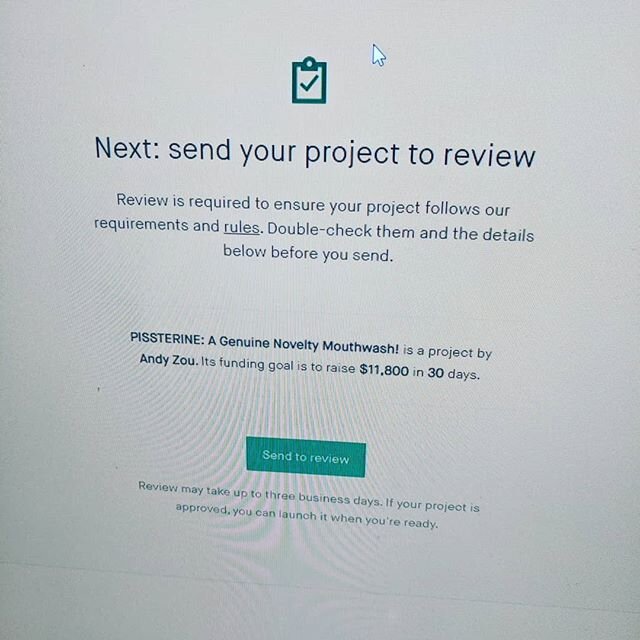 Next: send your project to review
Review is required to ensure your project follows our
requirements and rules. Double-check them and the details
below before you send.
PISSTERINE: A Genuine Novelty Mouthwash! is a project by
Andy Zou. Its funding goal is to raise $11,800 in 30 days.
Send to review
Review may take up to three business days. If your project is
approved, you can launch it when you're ready.